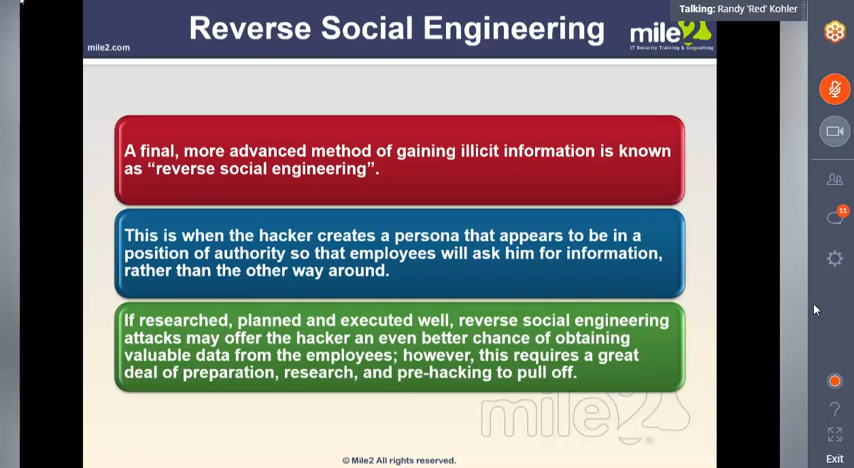 Talking: Randy 'Red' Kohler
Reverse Social Engineering
mile2.com
mile2
IT Security Training & Consulting
A final, more advanced method of gaining illicit information is known
as “reverse social engineering”.
This is when the hacker creates a persona that appears to be in a
position of authority so that employees will ask him for information,
rather than the other way around.
If researched, planned and executed well, reverse social engineering
attacks may offer the hacker an even better chance of obtaining
valuable data from the employees; however, this requires a great
deal of preparation, research, and pre-hacking to pull off.
mile2
®
© Mile2 All rights reserved.
11
?
Exit